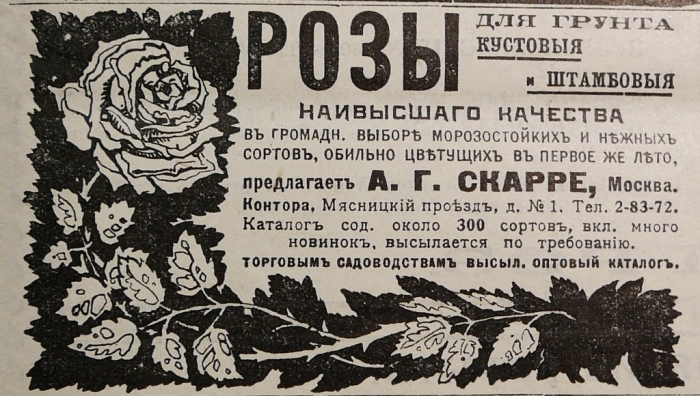 РОЗЫ
ДЛЯ ГРУНТА
КУСТОВЫЯ
и ШТАМБОВЫЯ
НАИВЫСШАГО КАЧЕСТВА
ВЪ ГРОМАДН. ВЫБОРѢ МОРОЗОСТОЙКИХЪ И НѢЖНЫХЪ
СОРТОВЪ, ОБИЛЬНО ЦВѢТУЩИХЪ ВЪ ПЕРВОЕ ЖЕ ЛѢТО,
предлагаетъ А. Г. СКАРРЕ, Москва.
Контора, Мясницкій проѣздъ, д. № 1. Тел. 2-83-72.
Каталогъ сод. около 300 сортовъ, вкл. много
новинокъ, высылается по требованію.
ТОРГОВЫМЪ САДОВОДСТВАМЪ ВЫСЫЛ. ОПТОВЫЙ КАТАЛОГЪ.